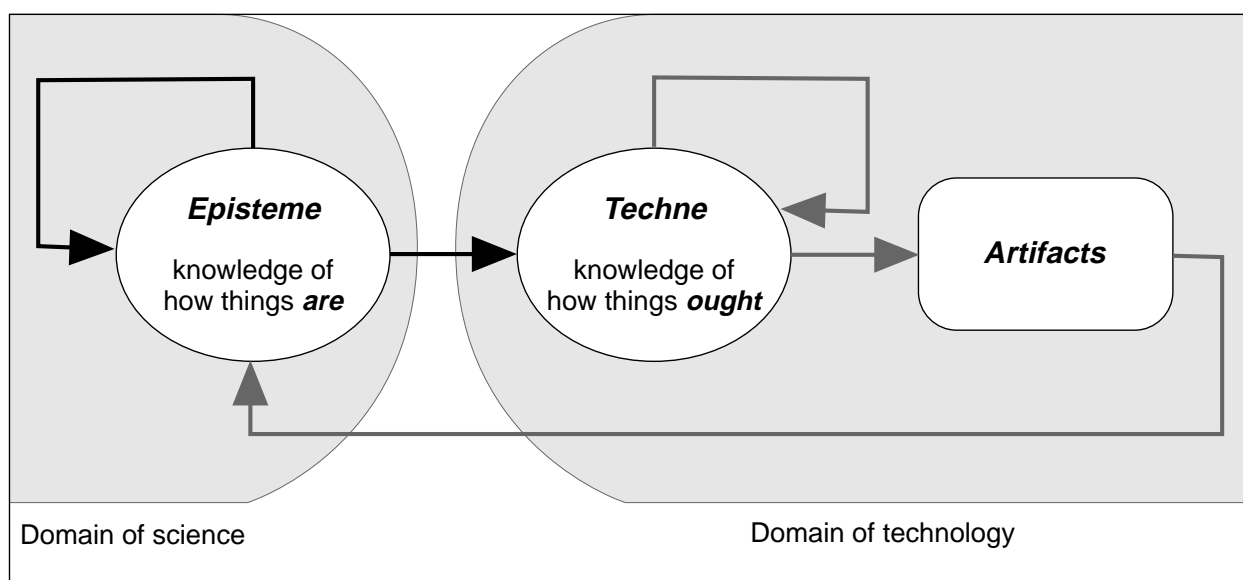 Episteme
knowledge of
how things are
Techne
knowledge of
how things ought
Artifacts
Domain of science
Domain of technology